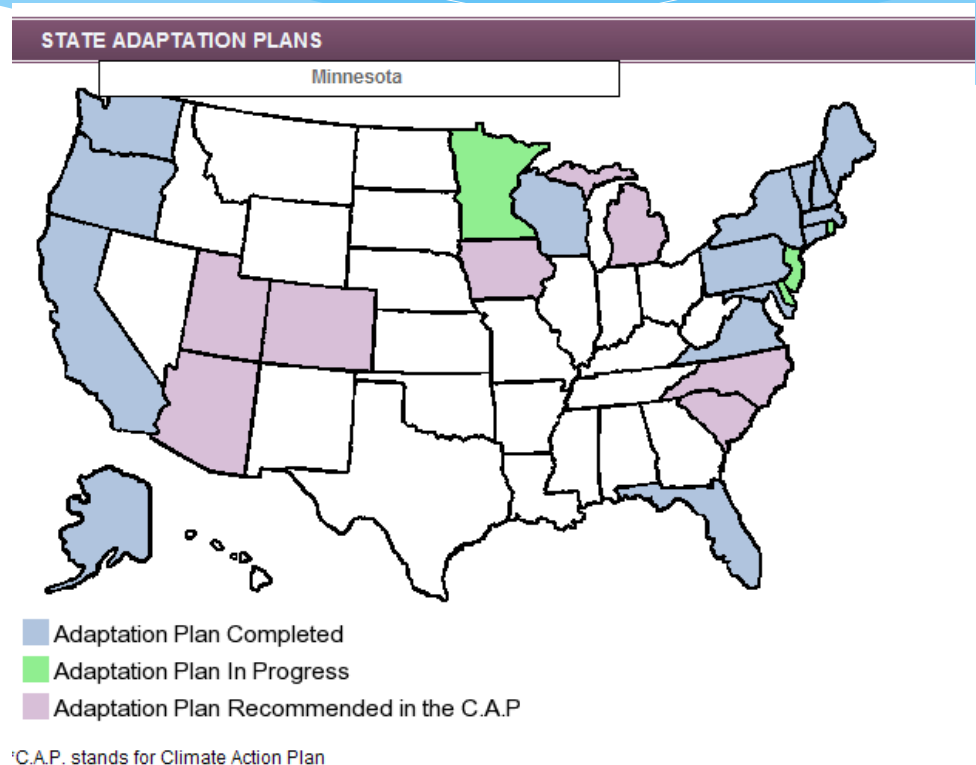 STATE ADAPTATION PLANS
Minnesota
Adaptation Plan Completed
Adaptation Plan In Progress
Adaptation Plan Recommended in the C.A.P
*C.A.P. stands for Climate Action Plan